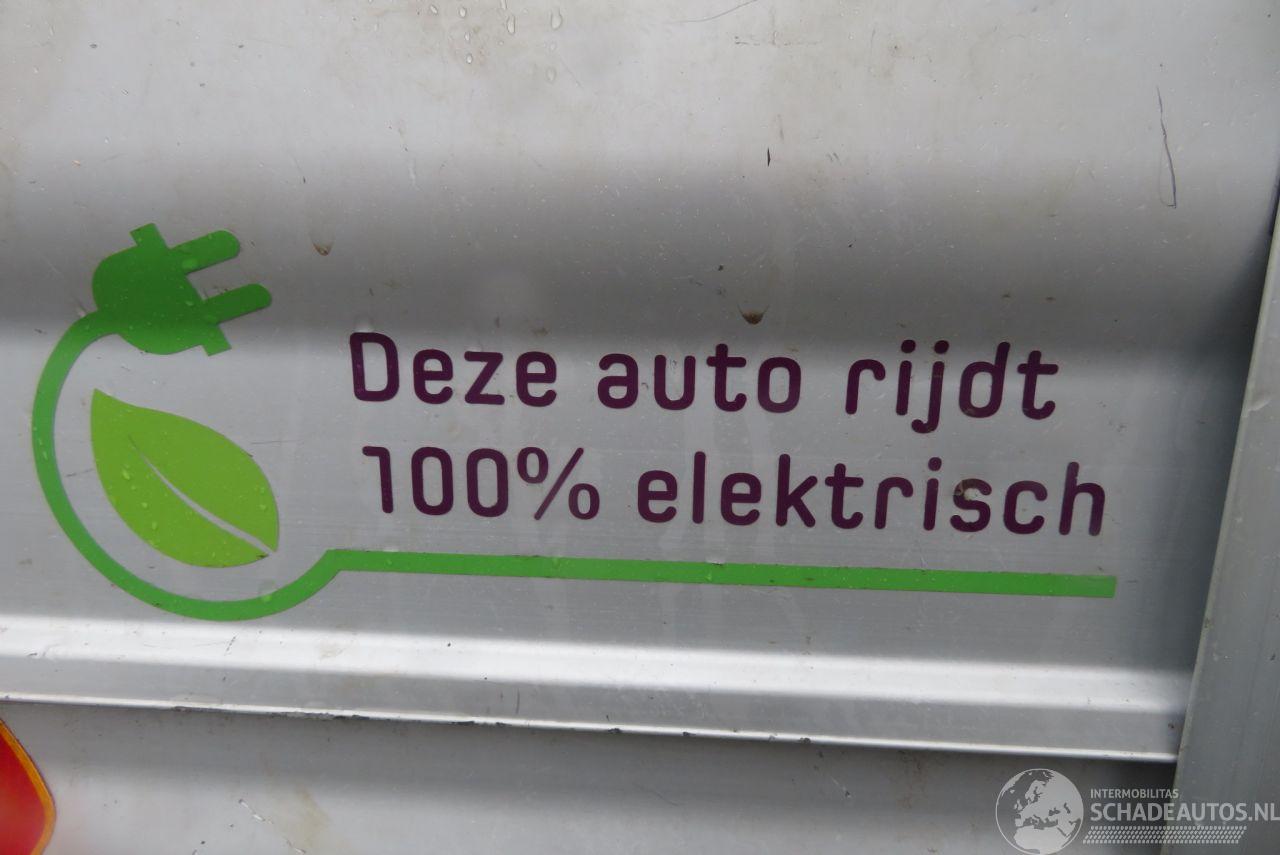 Deze auto rijdt
100% elektrisch
INTERMOBILITAS
SCHADEAUTOS.NL